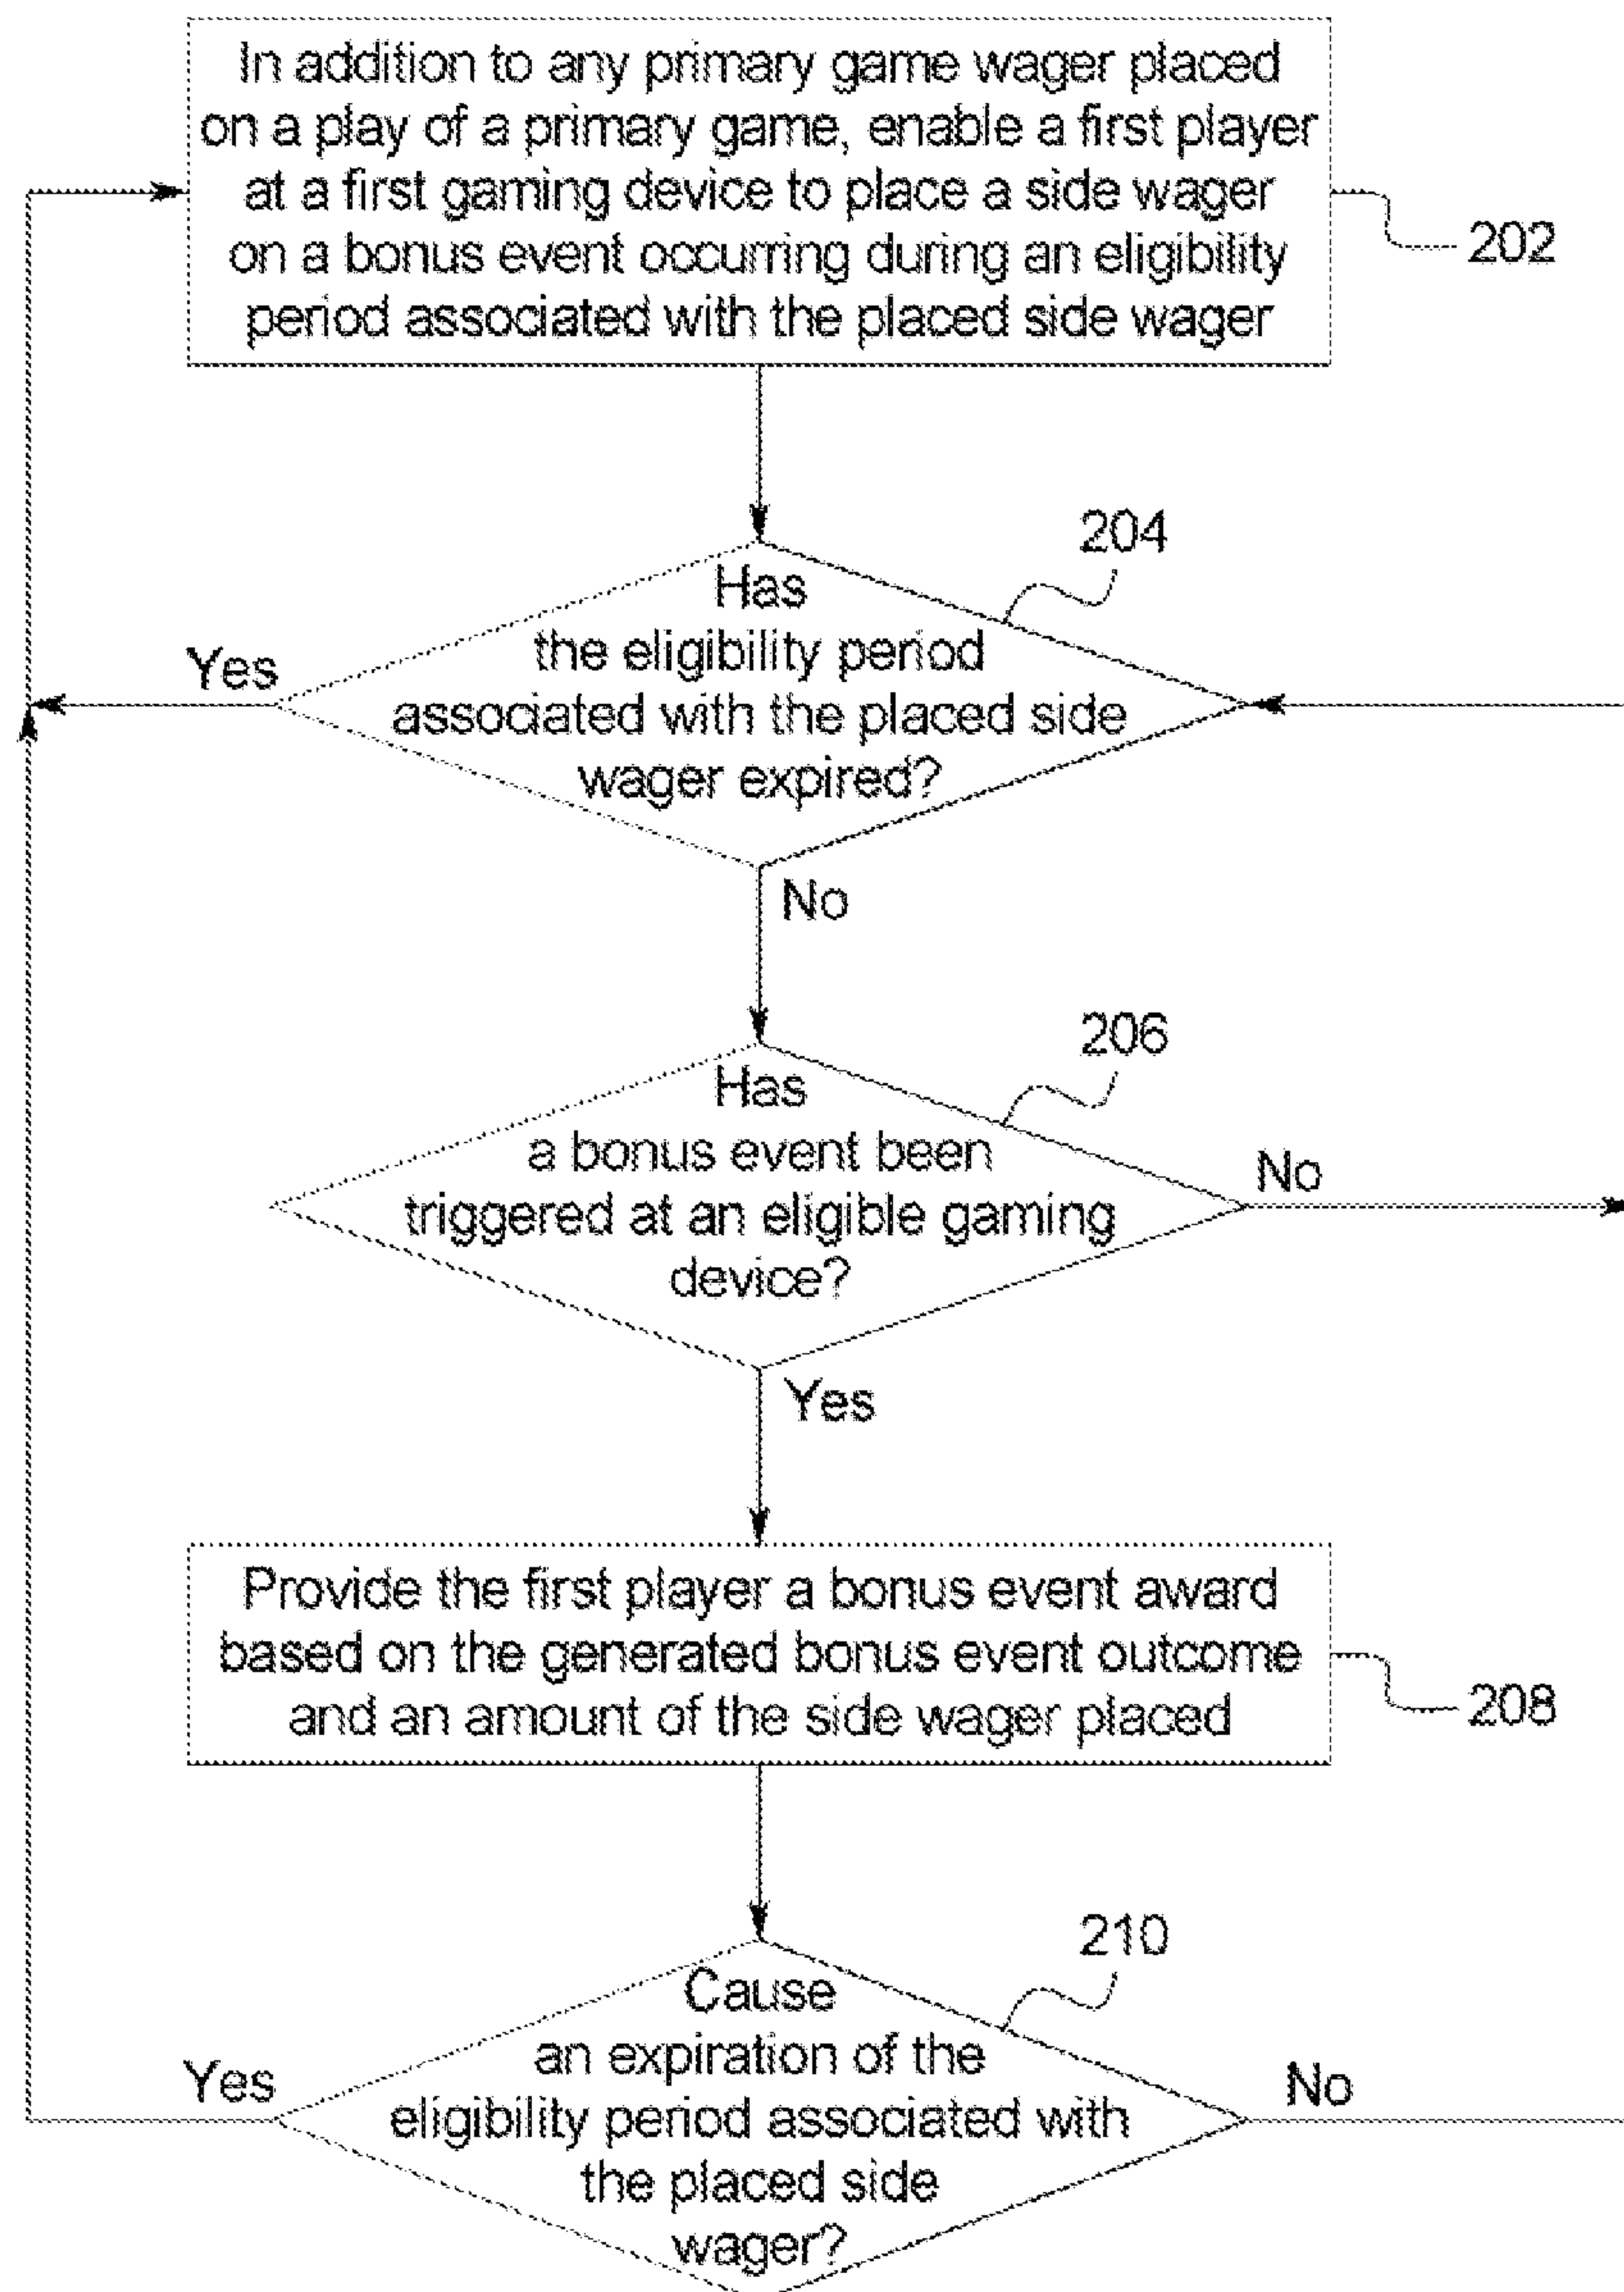 In addition to any primary game wager placed
on a play of a primary game, enable a first player
at a first gaming device to place a side wager
on a bonus event occurring during an eligibility
period associated with the placed side wager
202
204
Has
the eligibility period
associated with the placed side
wager expired?
Yes
No
206
Has
a bonus event been
triggered at an eligible gaming
device?
No
Yes
Provide the first player a bonus event award
based on the generated bonus event outcome
and an amount of the side wager placed
208
210
Cause
an expiration of the
eligibility period associated with
the placed side
wager?
Yes
No